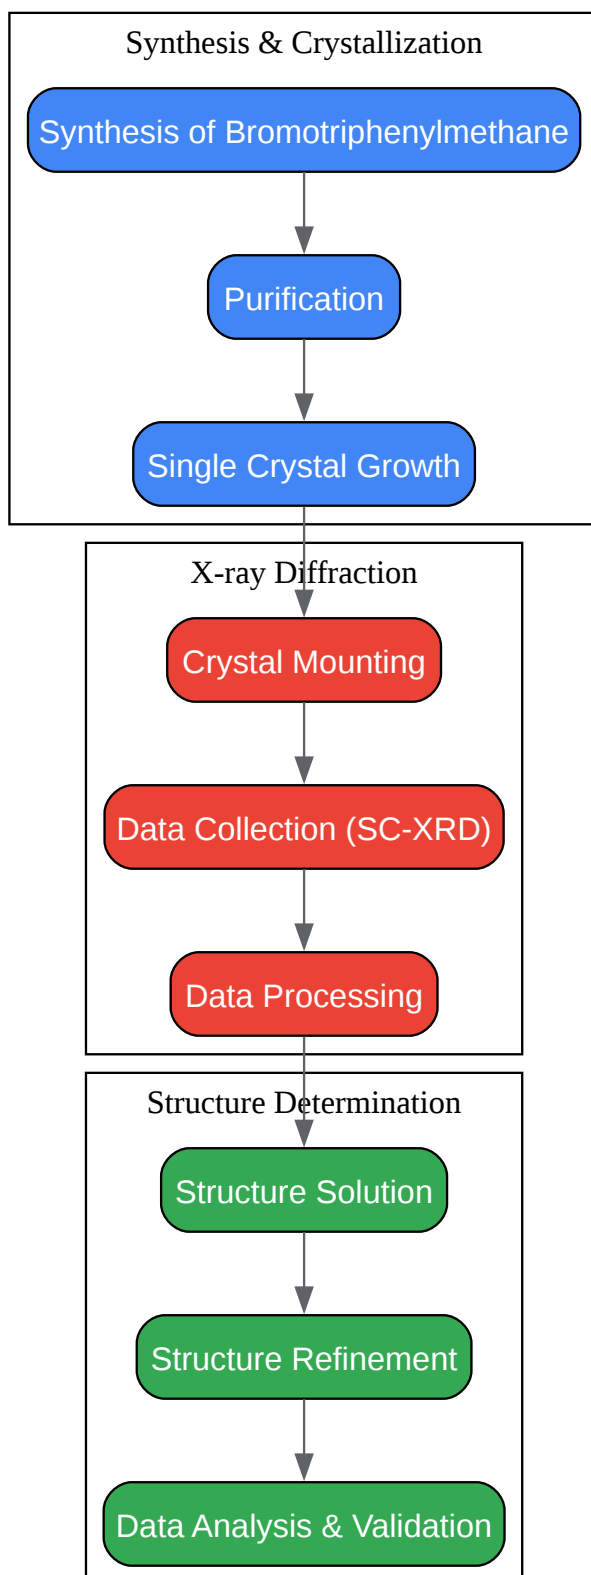 Synthesis & Crystallization
Synthesis of Bromotriphenylmethane
Purification
Single Crystal Growth
X-ray Diffraction
Crystal Mounting
Data Collection (SC-XRD)
Data Processing
Structure Determination
Structure Solution
Structure Refinement
Data Analysis & Validation